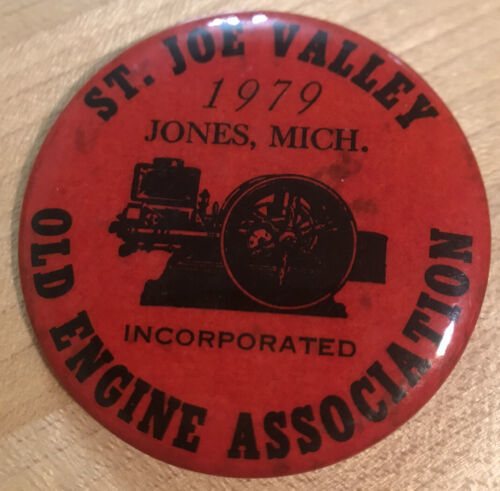 ST. JOE VALLEY
1979
JONES, MICH.
INCORPORATED
OLD ENGINE ASSOCIATION